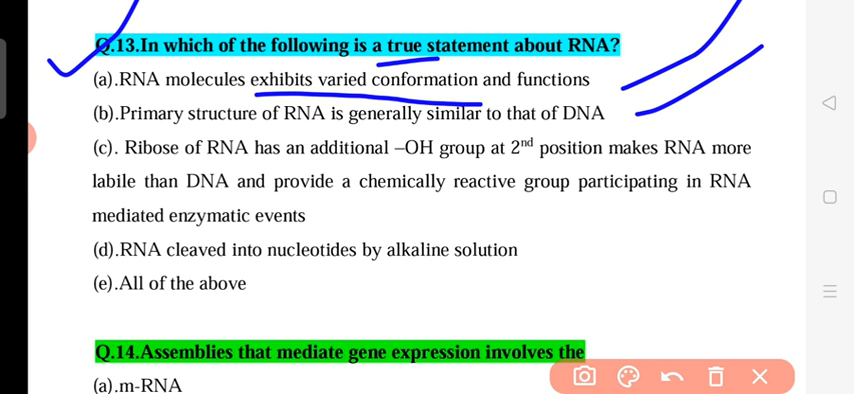 Q.13.In which of the following is a true statement about RNA?
(a).RNA molecules exhibits varied conformation and functions
(b).Primary structure of RNA is generally similar to that of DNA
(c). Ribose of RNA has an additional –OH group at 2nd position makes RNA more
labile than DNA and provide a chemically reactive group participating in RNA
mediated enzymatic events
(d).RNA cleaved into nucleotides by alkaline solution
(e).All of the above
Q.14.Assemblies that mediate gene expression involves the
(a).m-RNA